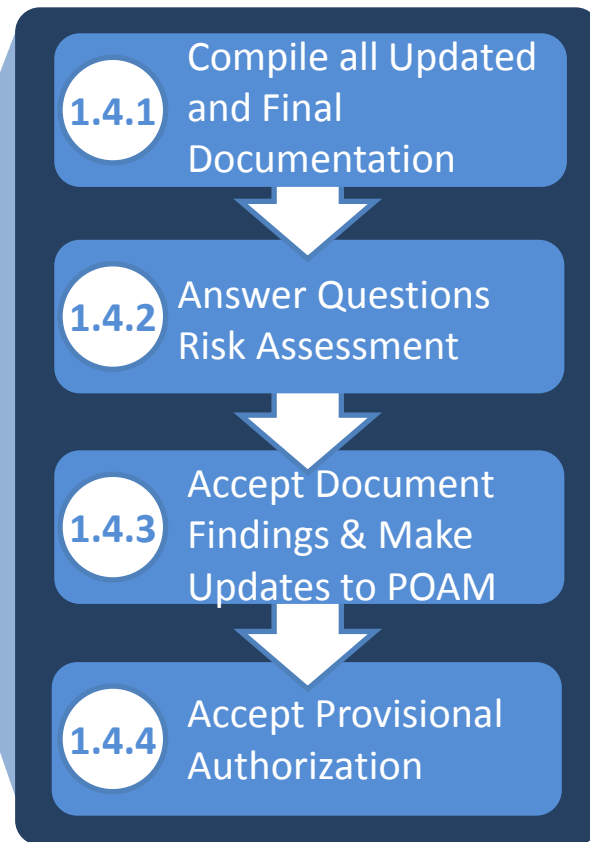 1.4.1
Compile all Updated
and Final
Documentation
1.4.2
Answer Questions
Risk Assessment
1.4.3
Accept Document
Findings & Make
Updates to POAM
1.4.4
Accept Provisional
Authorization